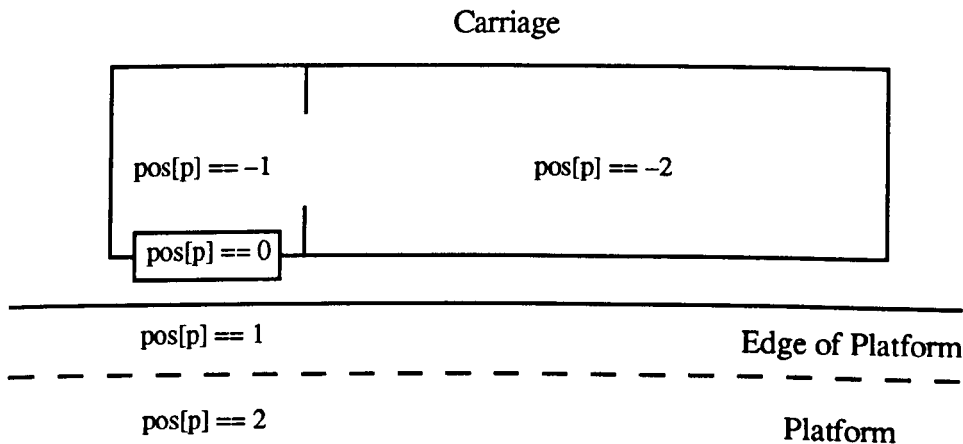 Carriage
pos[p] == –1
pos[p] == –2
pos[p] == 0
pos[p] == 1
Edge of Platform
pos[p] == 2
Platform